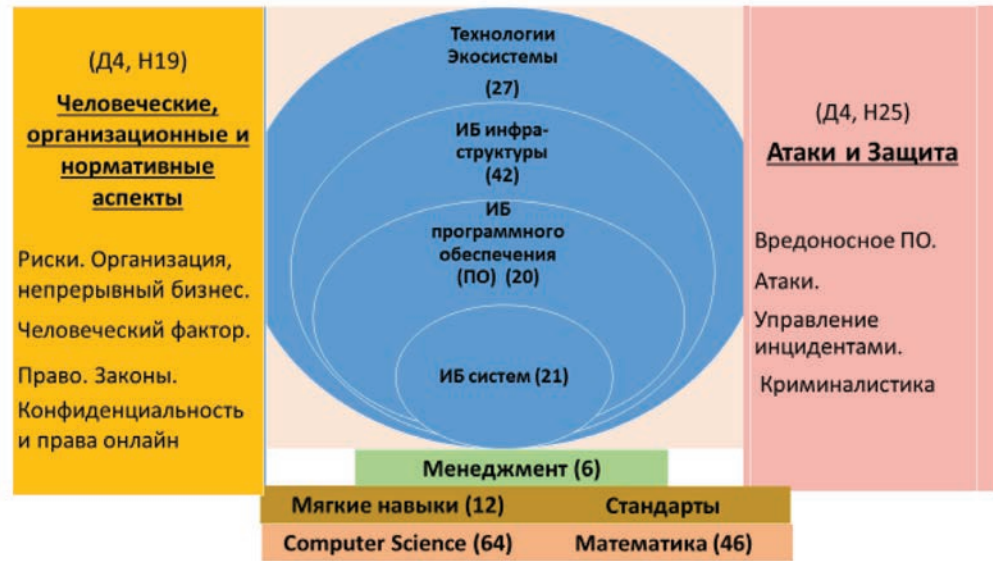 (Д4, Н19)
Человеческие,
организационные и
нормативные
аспекты
Риски. Организация,
непрерывный бизнес.
Человеческий фактор.
Право. Законы.
Конфиденциальность
и права онлайн
Технологии
Экосистемы
(27)
ИБ инфра-
структуры
(42)
ИБ
программного
обеспечения
(ПО) (20)
ИБ систем (21)
(Д4, Н25)
Атаки и Защита
Вредоносное ПО.
Атаки.
Управление
инцидентами.
Криминалистика
Менеджмент (6)
Мягкие навыки (12) Стандарты
Computer Science (64) Математика (46)